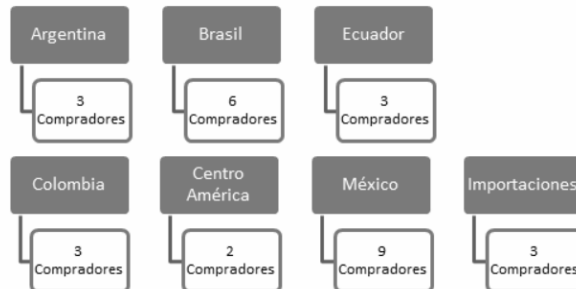 Argentina
3
Compradores
Brasil
6
Compradores
Ecuador
3
Compradores
Colombia
3
Compradores
Centro
América
2
Compradores
México
9
Compradores
Importaciones
3
Compradores